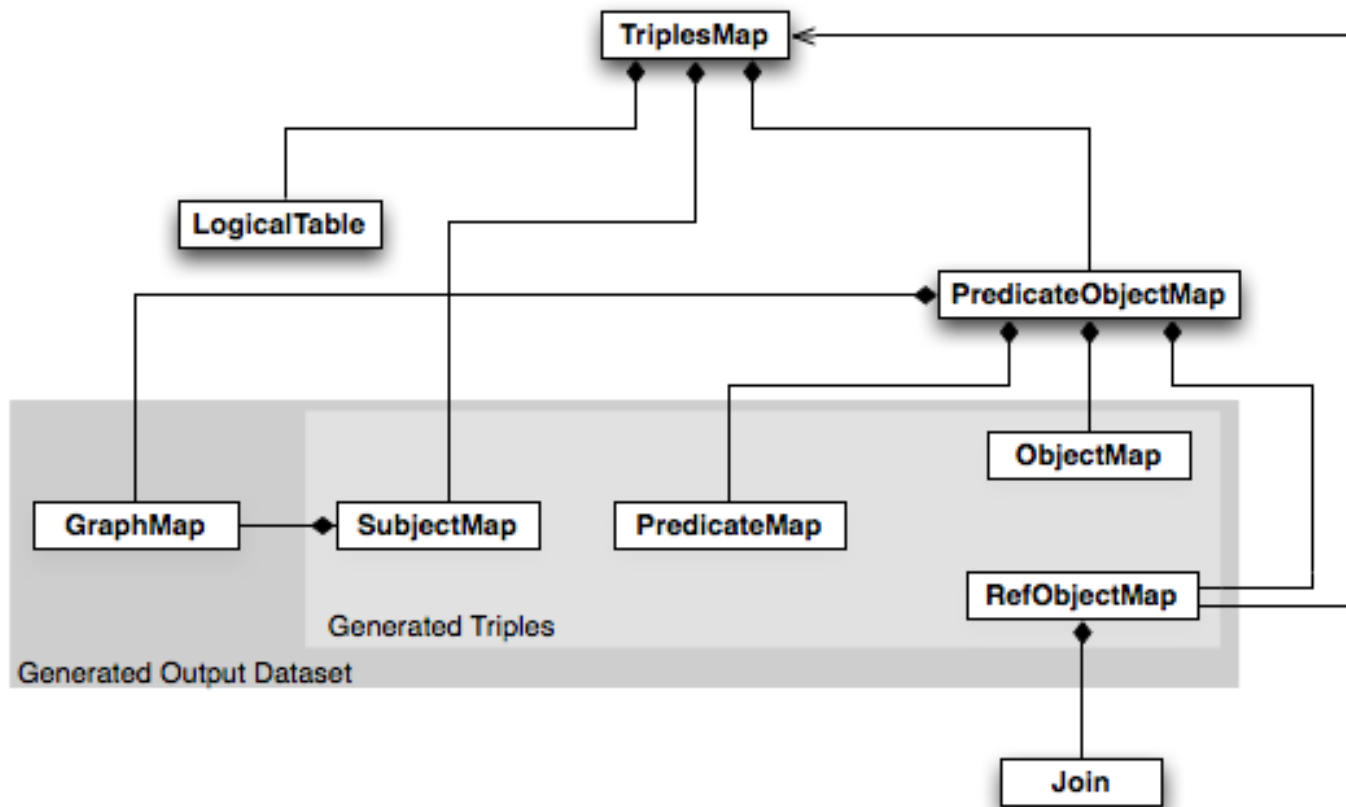 TriplesMap
LogicalTable
PredicateObjectMap
ObjectMap
GraphMap
SubjectMap
PredicateMap
RefObjectMap
Generated Triples
Generated Output Dataset
Join